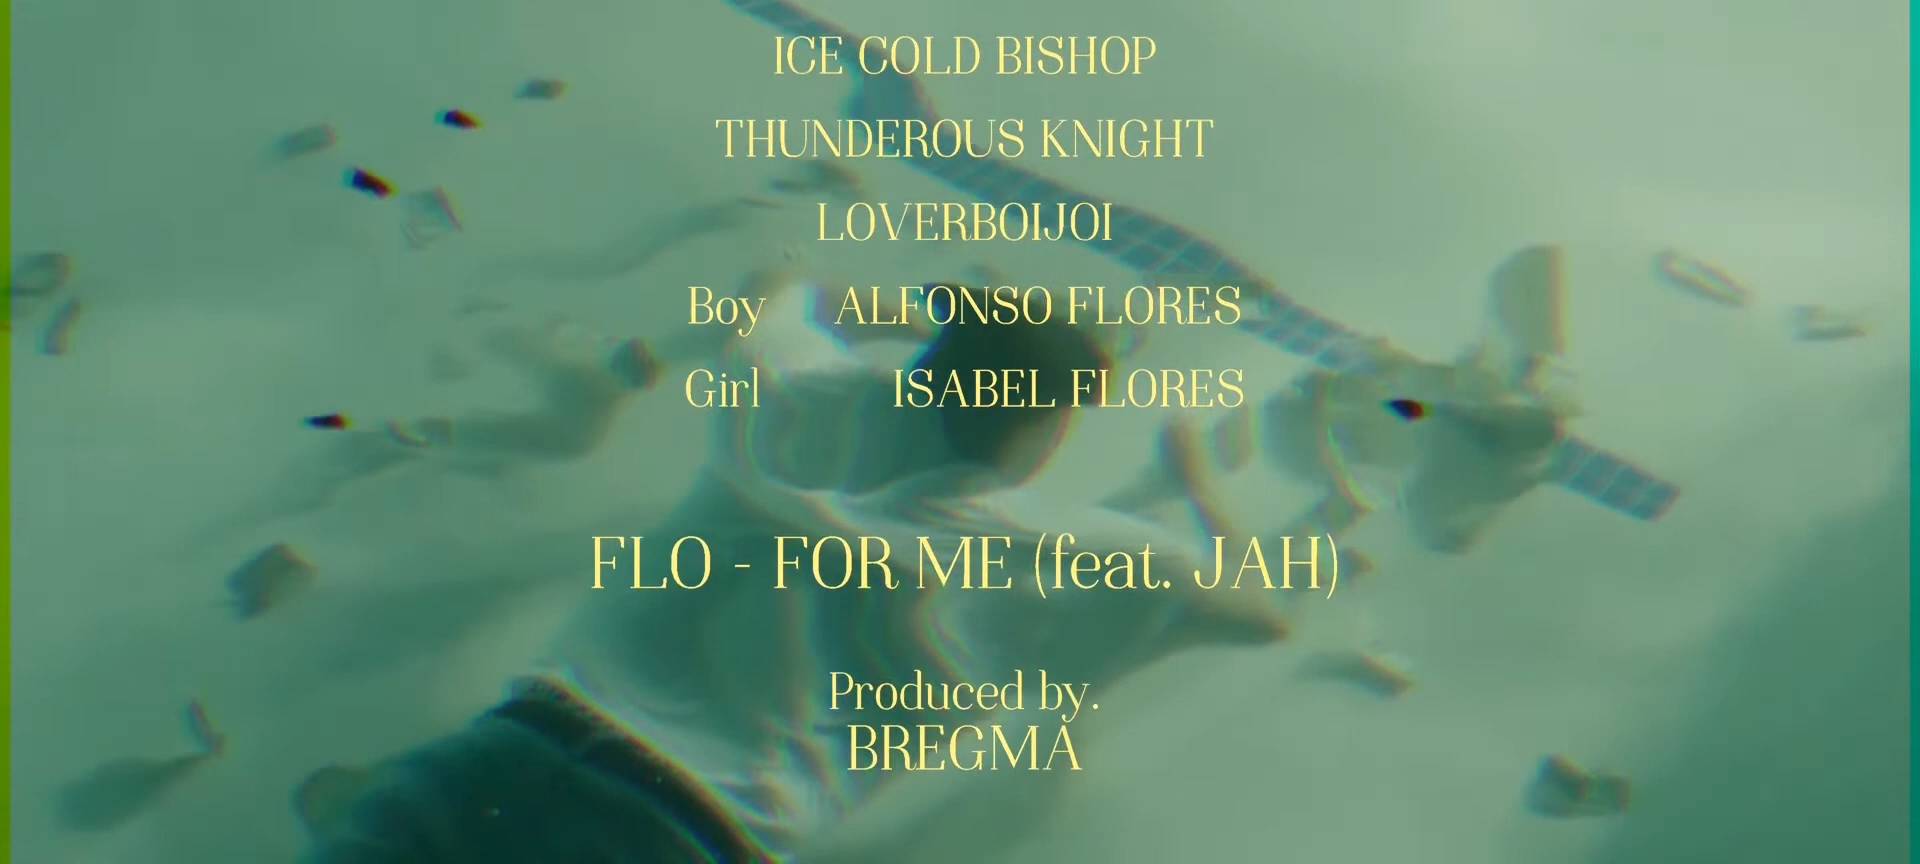 ICE COLD BISHOP
THUNDEROUS KNIGHT
LOVERBOIJOI
Boy ALFONSO FLORES
Girl ISABEL FLORES
FLO - FOR ME (feat. JAH)
Produced by.
BREGMA